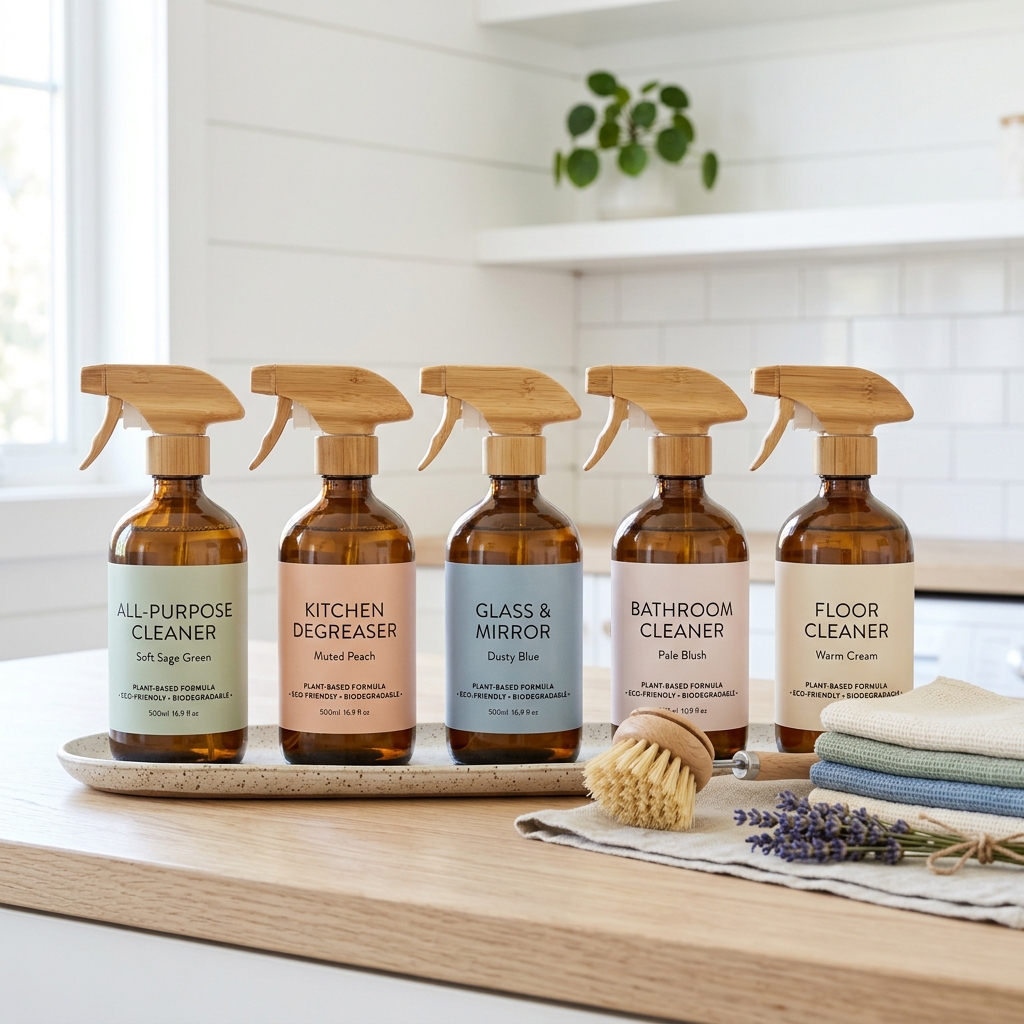 ALL-PURPOSE
CLEANER
Soft Sage Green
PLANT-BASED FORMULA
• ECO-FRIENDLY • BIODEGRADABLE •
500ml 16.9 fl oz
KITCHEN
DEGREASER
Muted Peach
PLANT-BASED FORMULA
• ECO FRIENDLY • BIODEGRADABLE •
500ml 16.9 fl oz
GLASS &
MIRROR
Dusty Blue
PLANT-BASED FORMULA
• ECO-FRIENDLY • BIODEGRADABLE •
500ml 16.9 fl
BATHROOM
CLEANER
Pale Blush
PLANT-BASED FORMULA
• ECO-FRIENDLY • BIODEGRADABLE •
fl oz
FLOOR
CLEANER
Warm Cream
PLANT-BASED FORMULA
• ECO-FRIENDLY •